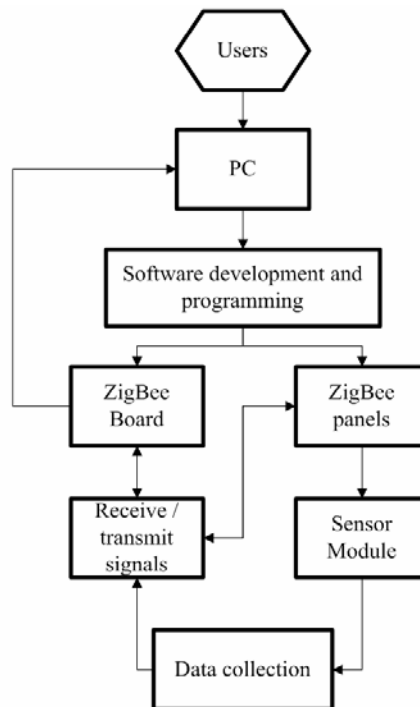 Users
PC
Software development and
programming
ZigBee
Board
ZigBee
panels
Receive /
transmit
signals
Sensor
Module
Data collection